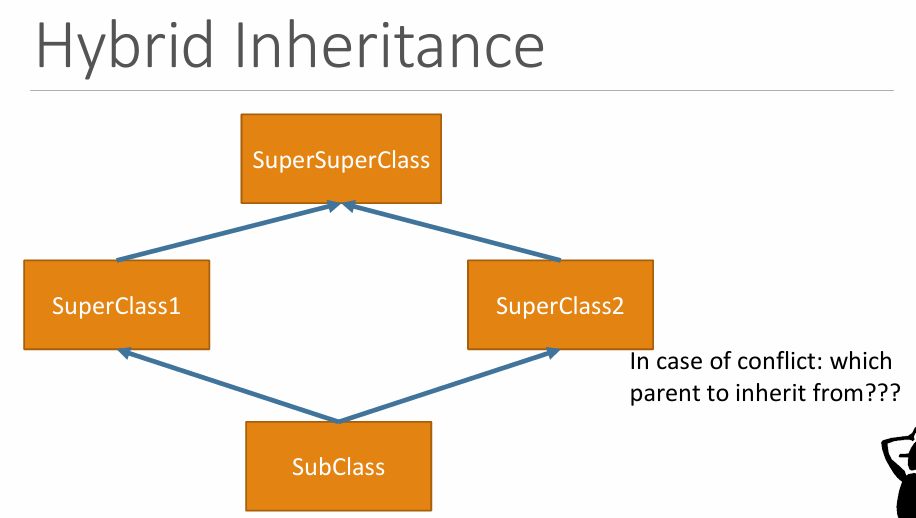 Hybrid Inheritance
SuperSuperClass
SuperClass1
SuperClass2
In case of conflict: which
parent to inherit from???
SubClass